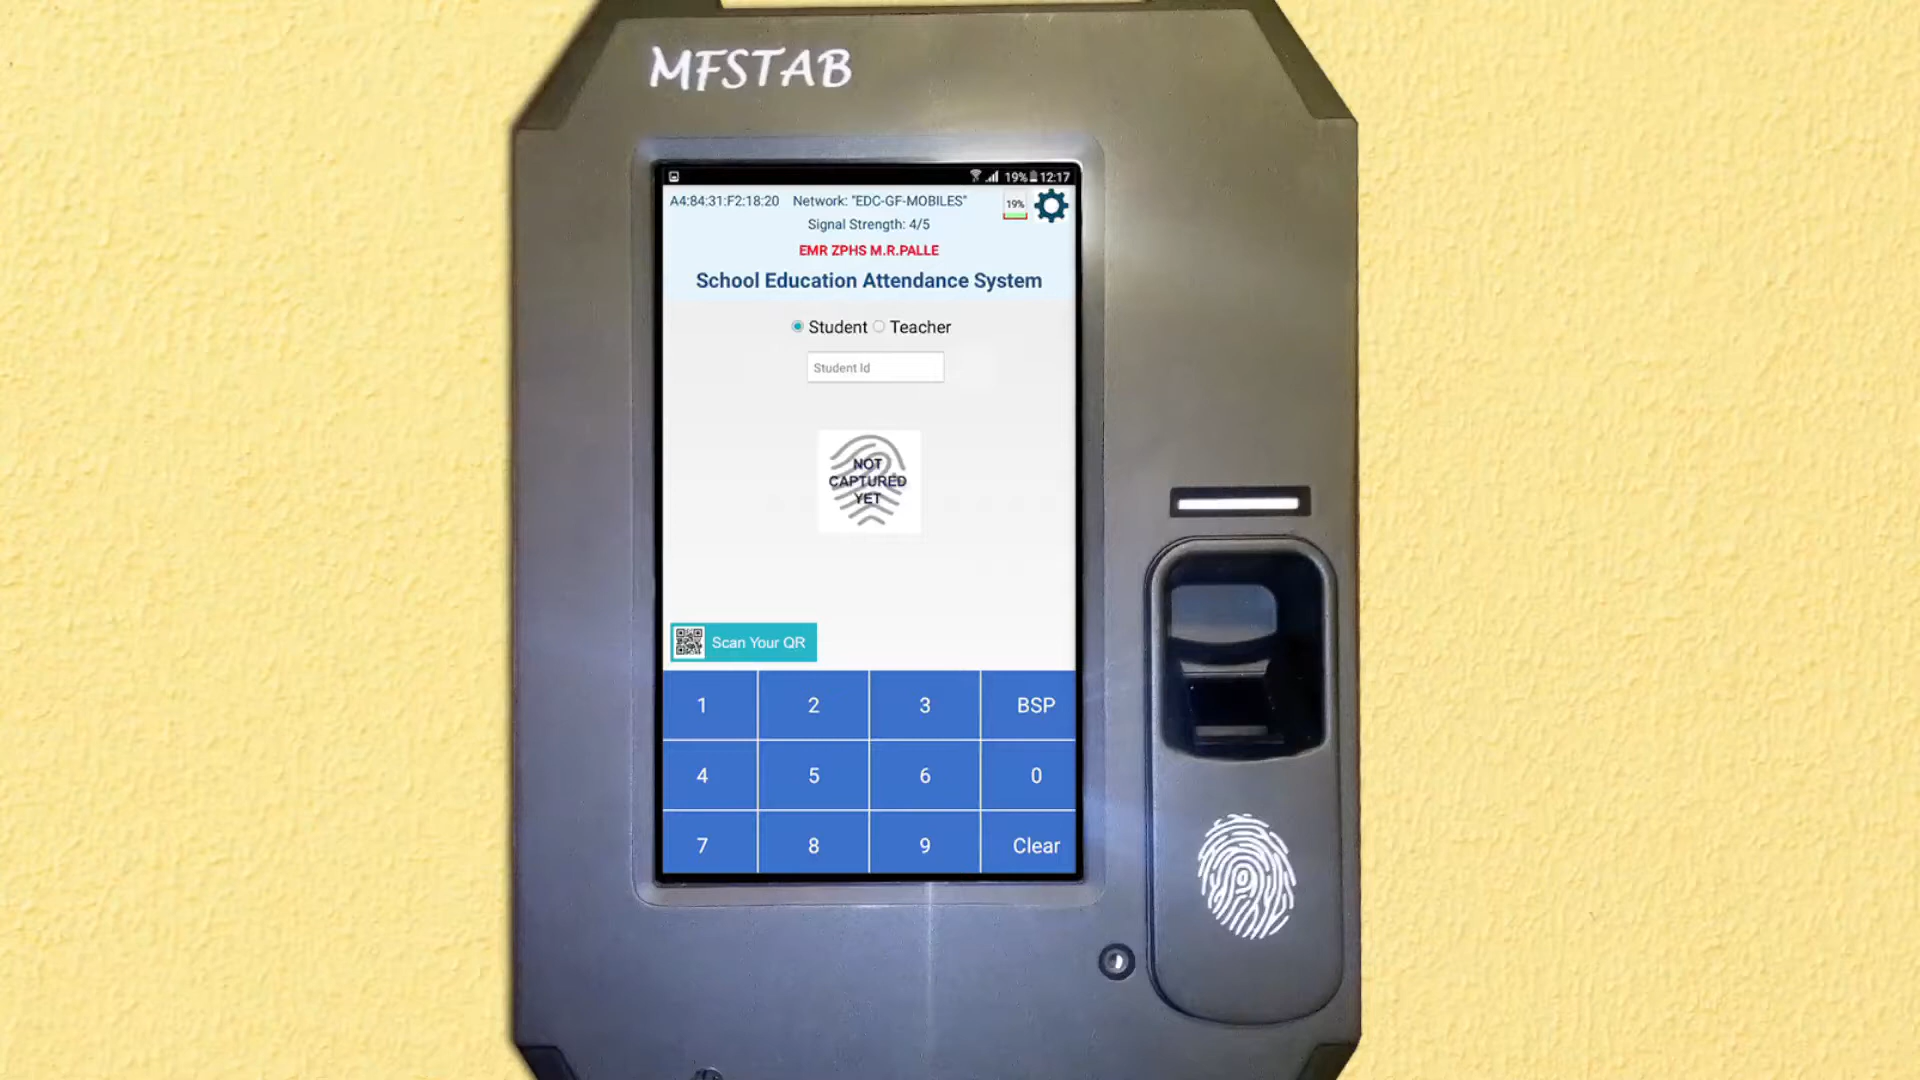 MFSTAB
19% 12:17
A4:84:31:F2:18:20 Network: "EDC-GF-MOBILES" 19%
Signal Strength: 4/5
EMR ZPHS M.R.PALLE
School Education Attendance System
Student Teacher
Student Id
NOT
CAPTURED
YET
Scan Your QR
1 2 3 BSP
4 5 6 0
7 8 9 Clear